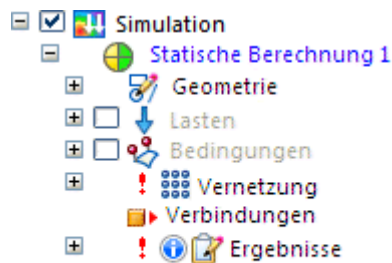 Simulation
Statische Berechnung 1
Geometrie
Lasten
Bedingungen
Vernetzung
Verbindungen
Ergebnisse